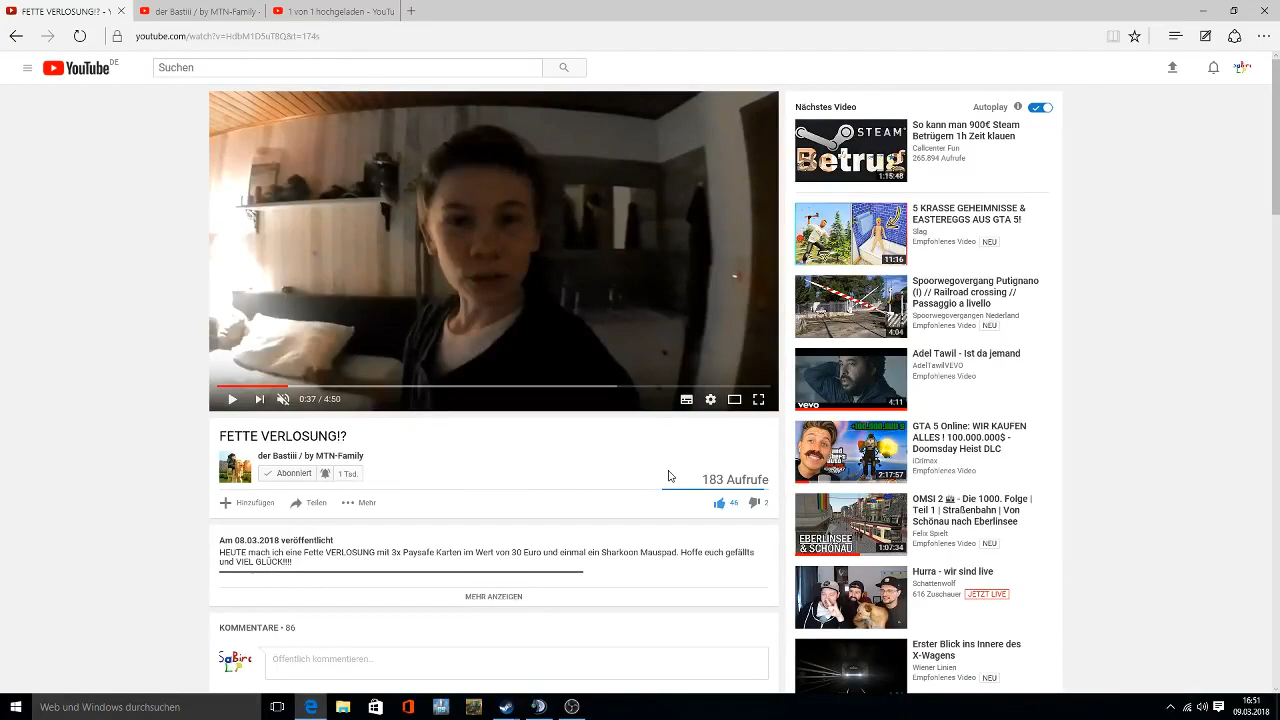 FETTE VERLOSUNG!? - Y
der Bastiii / by MTN-Family -
1 von 1 hochgeladen - YouTu
youtube.com/watch?v=HdbM1D5uT8Q&t=174s
YouTube DE
Suchen
0:37 / 4:50
FETTE VERLOSUNG!?
der Bastiii / by MTN-Family
Abonniert 1 Tsd.
183 Aufrufe
Hinzufügen Teilen Mehr 46 2
Am 08.03.2018 veröffentlicht
HEUTE mach ich eine Fette VERLOSUNG mit 3x Paysafe Karten im Wert von 30 Euro und einmal ein Sharkoon Mauspad. Hoffe euch gefällts
und VIEL GLÜCK!!!!
MEHR ANZEIGEN
KOMMENTARE • 86
Öffentlich kommentieren...
Nächstes Video Autoplay
STEAM
Betrug
1:15:48
So kann man 900€ Steam
Betrügern 1h Zeit klauen
Callcenter Fun
265.894 Aufrufe
11:16
5 KRASSE GEHEIMNISSE &
EASTEREGGS AUS GTA 5!
Slag
Empfohlenes Video NEU
4:04
Spoorwegovergang Putignano
(I) // Railroad crossing //
Passaggio a livello
Spoorwegovergangen Nederland
Empfohlenes Video NEU
vevo
4:11
Adel Tawil - Ist da jemand
AdelTawilVEVO
Empfohlenes Video
2:17:57
GTA 5 Online: WIR KAUFEN
ALLES ! 100.000.000$ -
Doomsday Heist DLC
iCrimax
Empfohlenes Video
EBERLINSEE
& SCHÖNAU
1:07:34
OMSI 2 - Die 1000. Folge |
Teil 1 | Straßenbahn | Von
Schönau nach Eberlinsee
Felix Spielt
Empfohlenes Video NEU
Hurra - wir sind live
Schattenwolf
616 Zuschauer JETZT LIVE
Erster Blick ins Innere des
X-Wagens
Wiener Linien
Empfohlenes Video NEU
Web und Windows durchsuchen
16:51
09.03.2018